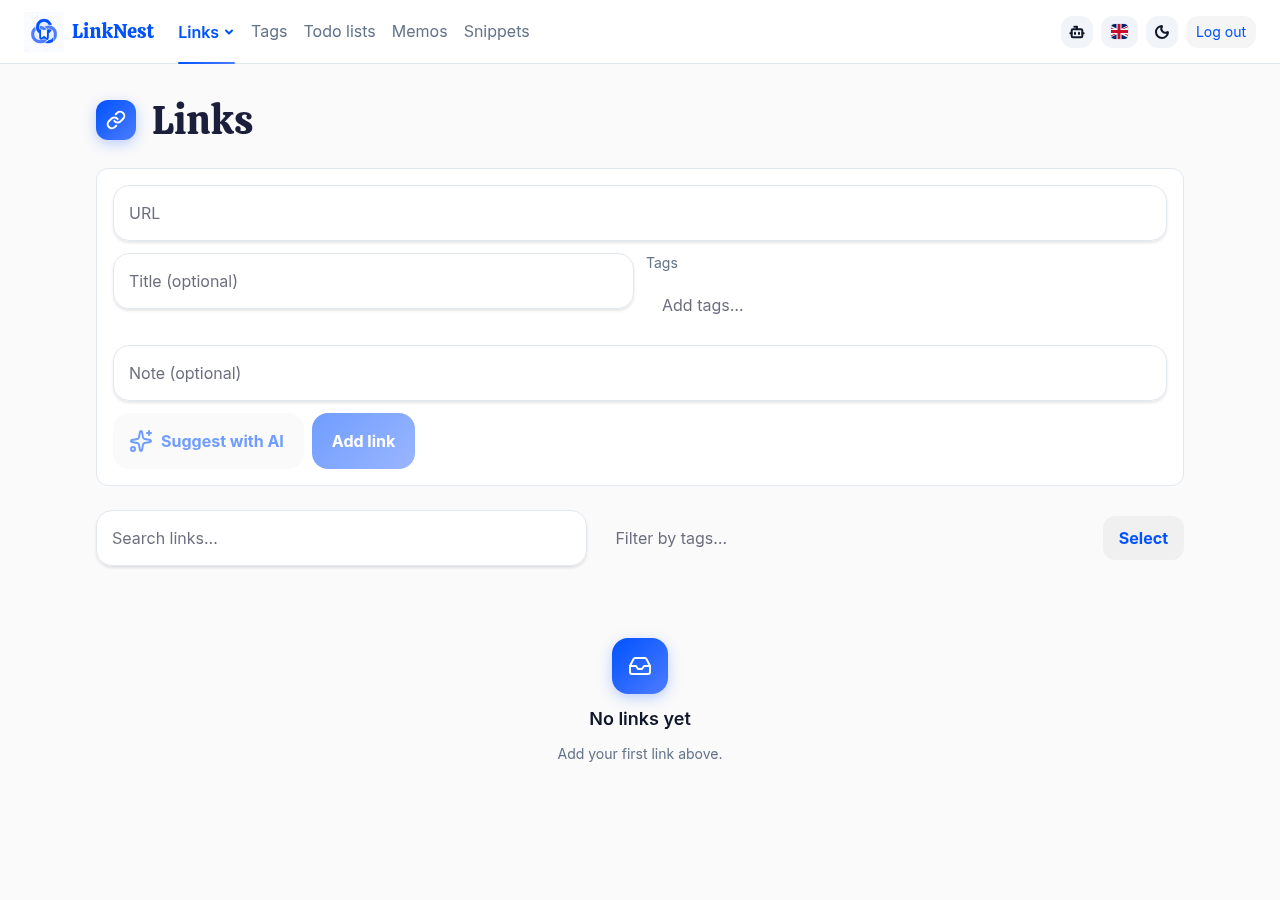 LinkNest Links Tags Todo lists Memos Snippets Log out
Links
URL
Title (optional)
Tags
Add tags...
Note (optional)
Suggest with AI Add link
Search links... Filter by tags... Select
No links yet
Add your first link above.